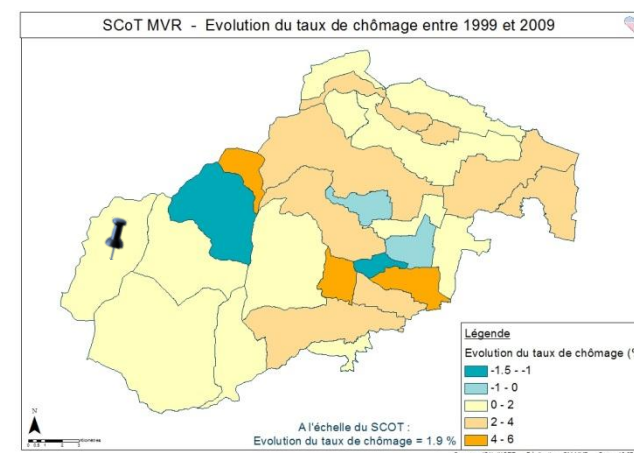 SCoT MVR - Evolution du taux de chômage entre 1999 et 2009
Légende
Evolution du taux de chômage (%
-1.5 - -1
-1 - 0
0 - 2
2 - 4
4 - 6
N
A l'échelle du SCOT :
Evolution du taux de chômage = 1.9 %